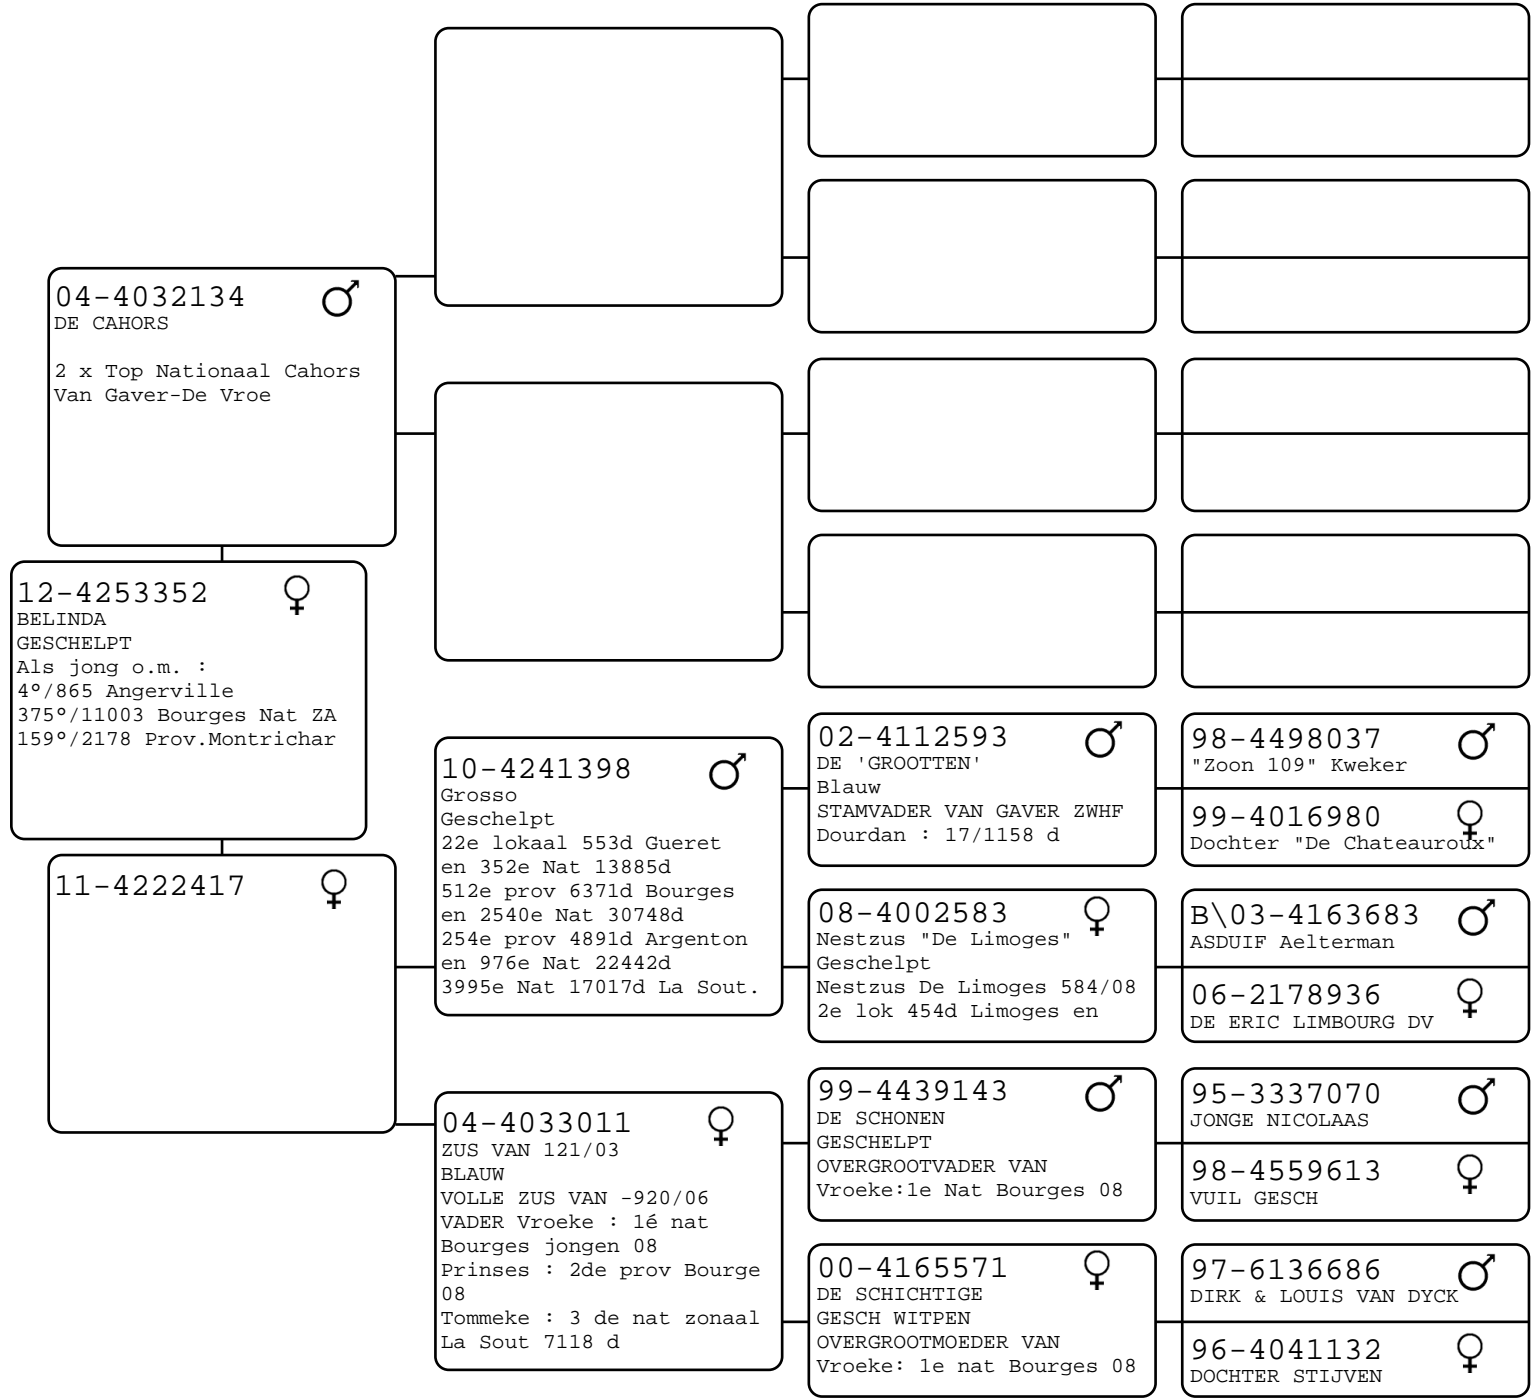 04-4032134
DE CAHORS
2 x Top Nationaal Cahors
Van Gaver-De Vroe
12-4253352
BELINDA
GESCHELPT
Als jong o.m. :
4°/865 Angerville
375°/11003 Bourges Nat ZA
159°/2178 Prov.Montrichar
11-4222417
10-4241398
Grosso
Geschelpt
22e lokaal 553d Gueret
en 352e Nat 13885d
512e prov 6371d Bourges
en 2540e Nat 30748d
254e prov 4891d Argenton
en 976e Nat 22442d
3995e Nat 17017d La Sout.
04-4033011
ZUS VAN 121/03
BLAUW
VOLLE ZUS VAN -920/06
VADER Vroeke : 1é nat
Bourges jongen 08
Prinses : 2de prov Bourge
08
Tommeke : 3 de nat zonaal
La Sout 7118 d
02-4112593
DE 'GROOTTEN'
Blauw
STAMVADER VAN GAVER ZWHF
Dourdan : 17/1158 d
08-4002583
Nestzus "De Limoges"
Geschelpt
Nestzus De Limoges 584/08
2e lok 454d Limoges en
99-4439143
DE SCHONEN
GESCHELPT
OVERGROOTVADER VAN
Vroeke:1e Nat Bourges 08
00-4165571
DE SCHICHTIGE
GESCH WITPEN
OVERGROOTMOEDER VAN
Vroeke: 1e nat Bourges 08
98-4498037
"Zoon 109" Kweker
99-4016980
Dochter "De Chateauroux"
B\03-4163683
ASDUIF Aelterman
06-2178936
DE ERIC LIMBOURG DV
95-3337070
JONGE NICOLAAS
98-4559613
VUIL GESCH
97-6136686
DIRK & LOUIS VAN DYCK
96-4041132
DOCHTER STIJVEN